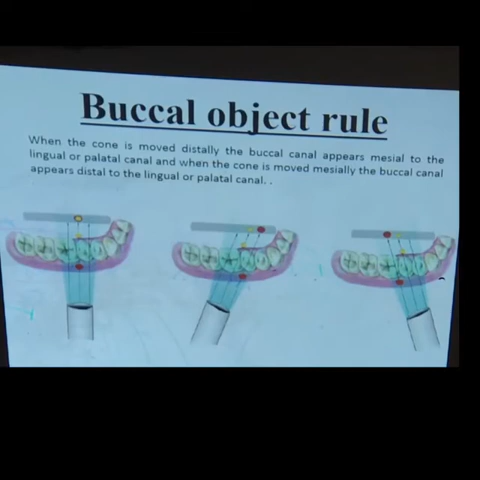 Buccal object rule
When the cone is moved distally the buccal canal appears mesial to the
lingual or palatal canal and when the cone is moved mesially the buccal canal
appears distal to the lingual or palatal canal. .